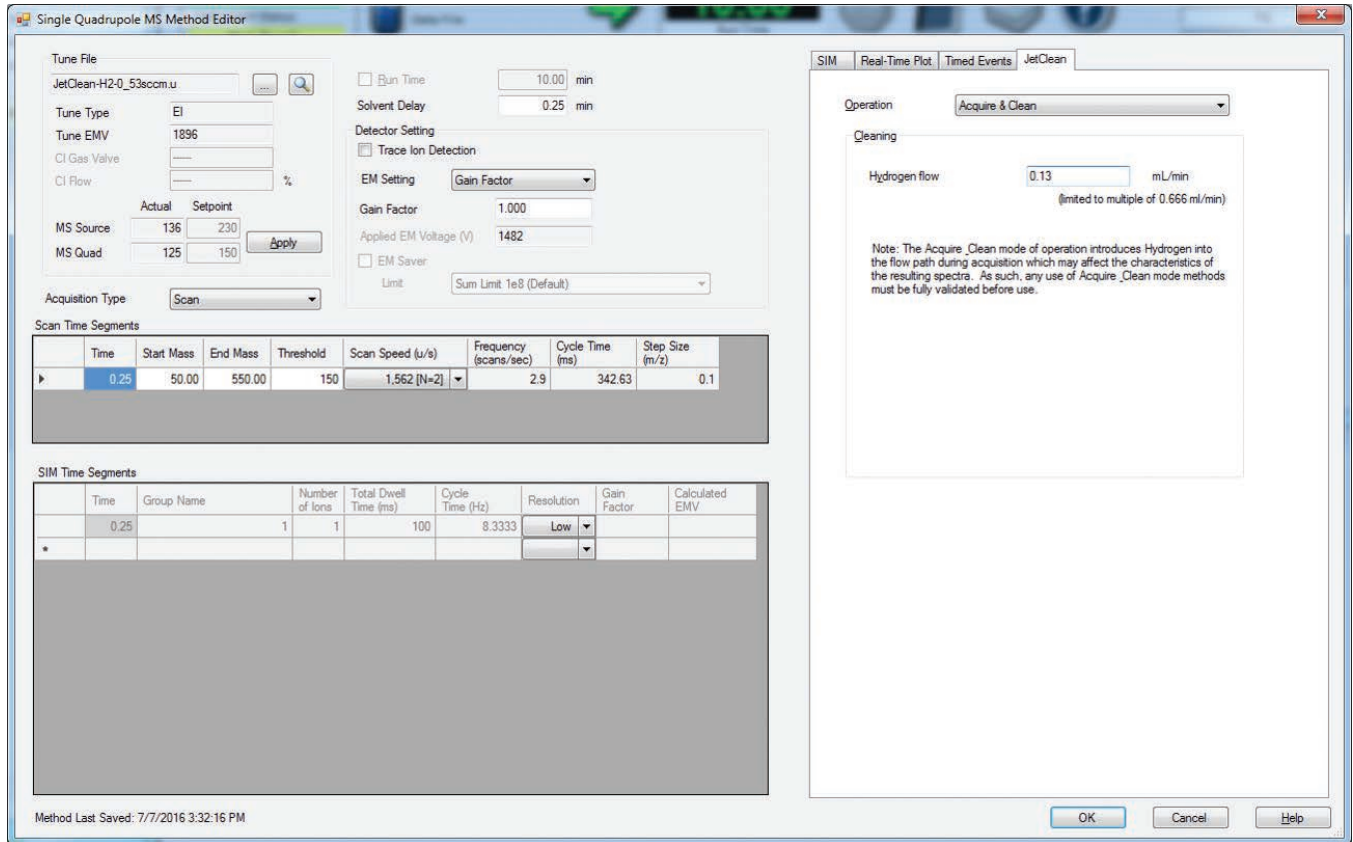 Single Quadrupole MS Method Editor
Tune File
JetClean-H2-0_53sccm.u
...
Tune Type EI
Tune EMV 1896
CI Gas Valve -----
CI Flow ----- %
Actual Setpoint
MS Source 136 230
MS Quad 125 150
Apply
Acquisition Type Scan
Run Time 10.00 min
Solvent Delay 0.25 min
Detector Setting
Trace Ion Detection
EM Setting Gain Factor
Gain Factor 1.000
Applied EM Voltage (V) 1482
EM Saver
Limit Sum Limit 1e8 (Default)
Scan Time Segments
Time Start Mass End Mass Threshold Scan Speed (u/s) Frequency (scans/sec) Cycle Time (ms) Step Size (m/z)
0.25 50.00 550.00 150 1,562 [N=2] 2.9 342.63 0.1
SIM Time Segments
Time Group Name Number of Ions Total Dwell Time (ms) Cycle Time (Hz) Resolution Gain Factor Calculated EMV
0.25 1 1 100 8.3333 Low
*
Method Last Saved: 7/7/2016 3:32:16 PM
SIM Real-Time Plot Timed Events JetClean
Operation Acquire & Clean
Cleaning
Hydrogen flow 0.13 mL/min
(limited to multiple of 0.666 ml/min)
Note: The Acquire_Clean mode of operation introduces Hydrogen into
the flow path during acquisition which may affect the characteristics of
the resulting spectra. As such, any use of Acquire_Clean mode methods
must be fully validated before use.
OK Cancel Help